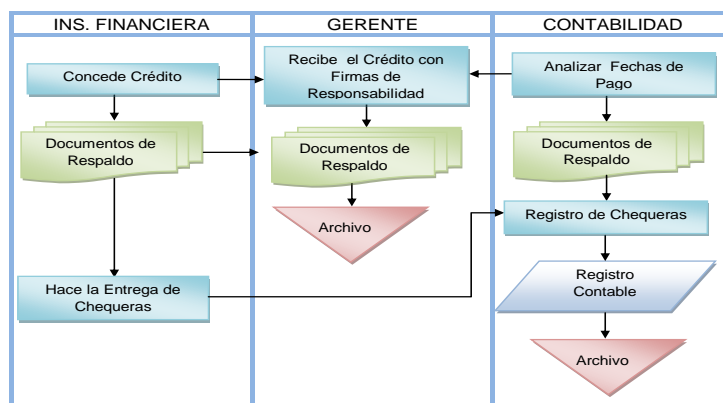 INS. FINANCIERA
GERENTE
CONTABILIDAD
Concede Crédito
Recibe el Crédito con
Firmas de
Responsabilidad
Analizar Fechas de
Pago
Documentos de
Respaldo
Documentos de
Respaldo
Documentos de
Respaldo
Archivo
Registro de Chequeras
Hace la Entrega de
Chequeras
Registro
Contable
Archivo